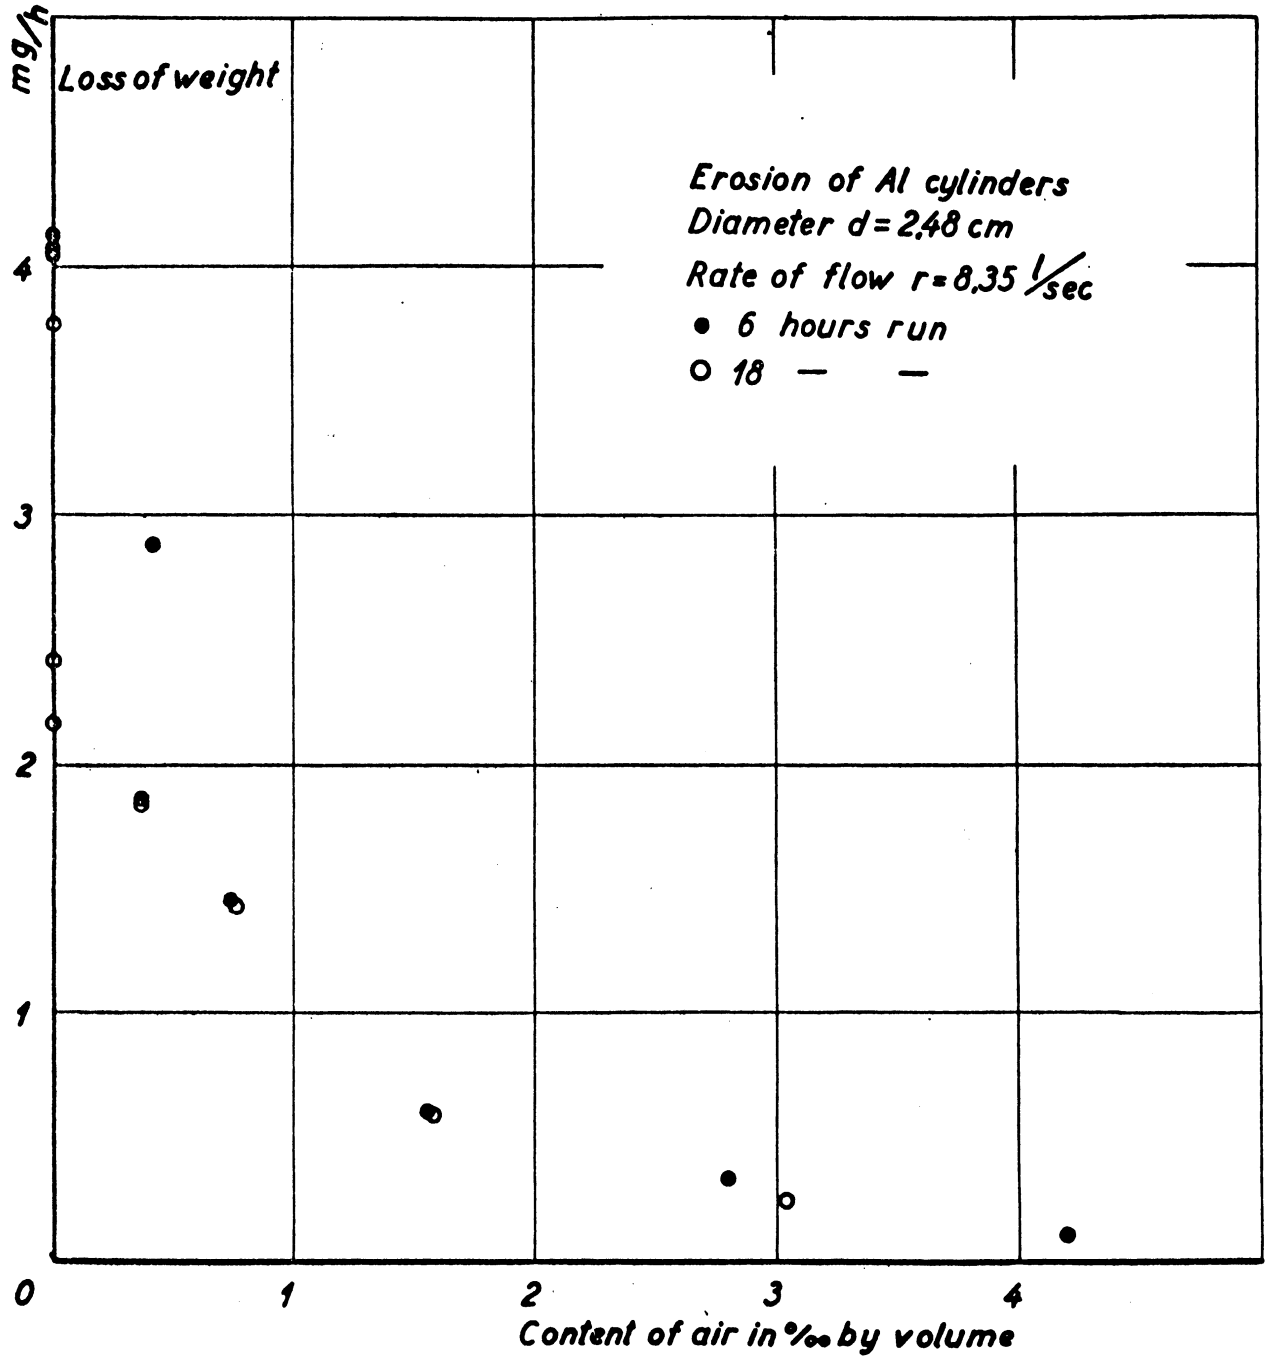 mg/h
Loss of weight
Erosion of Al cylinders
Diameter d = 2,48 cm
Rate of flow r = 8,35 l/sec
● 6 hours run
○ 18 — —
4
3
2
1
0 1 2 3 4
Content of air in ‰ by volume